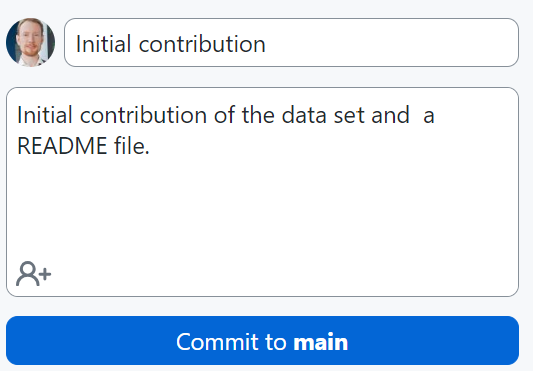 Initial contribution
Initial contribution of the data set and  a
README file.
Commit to main